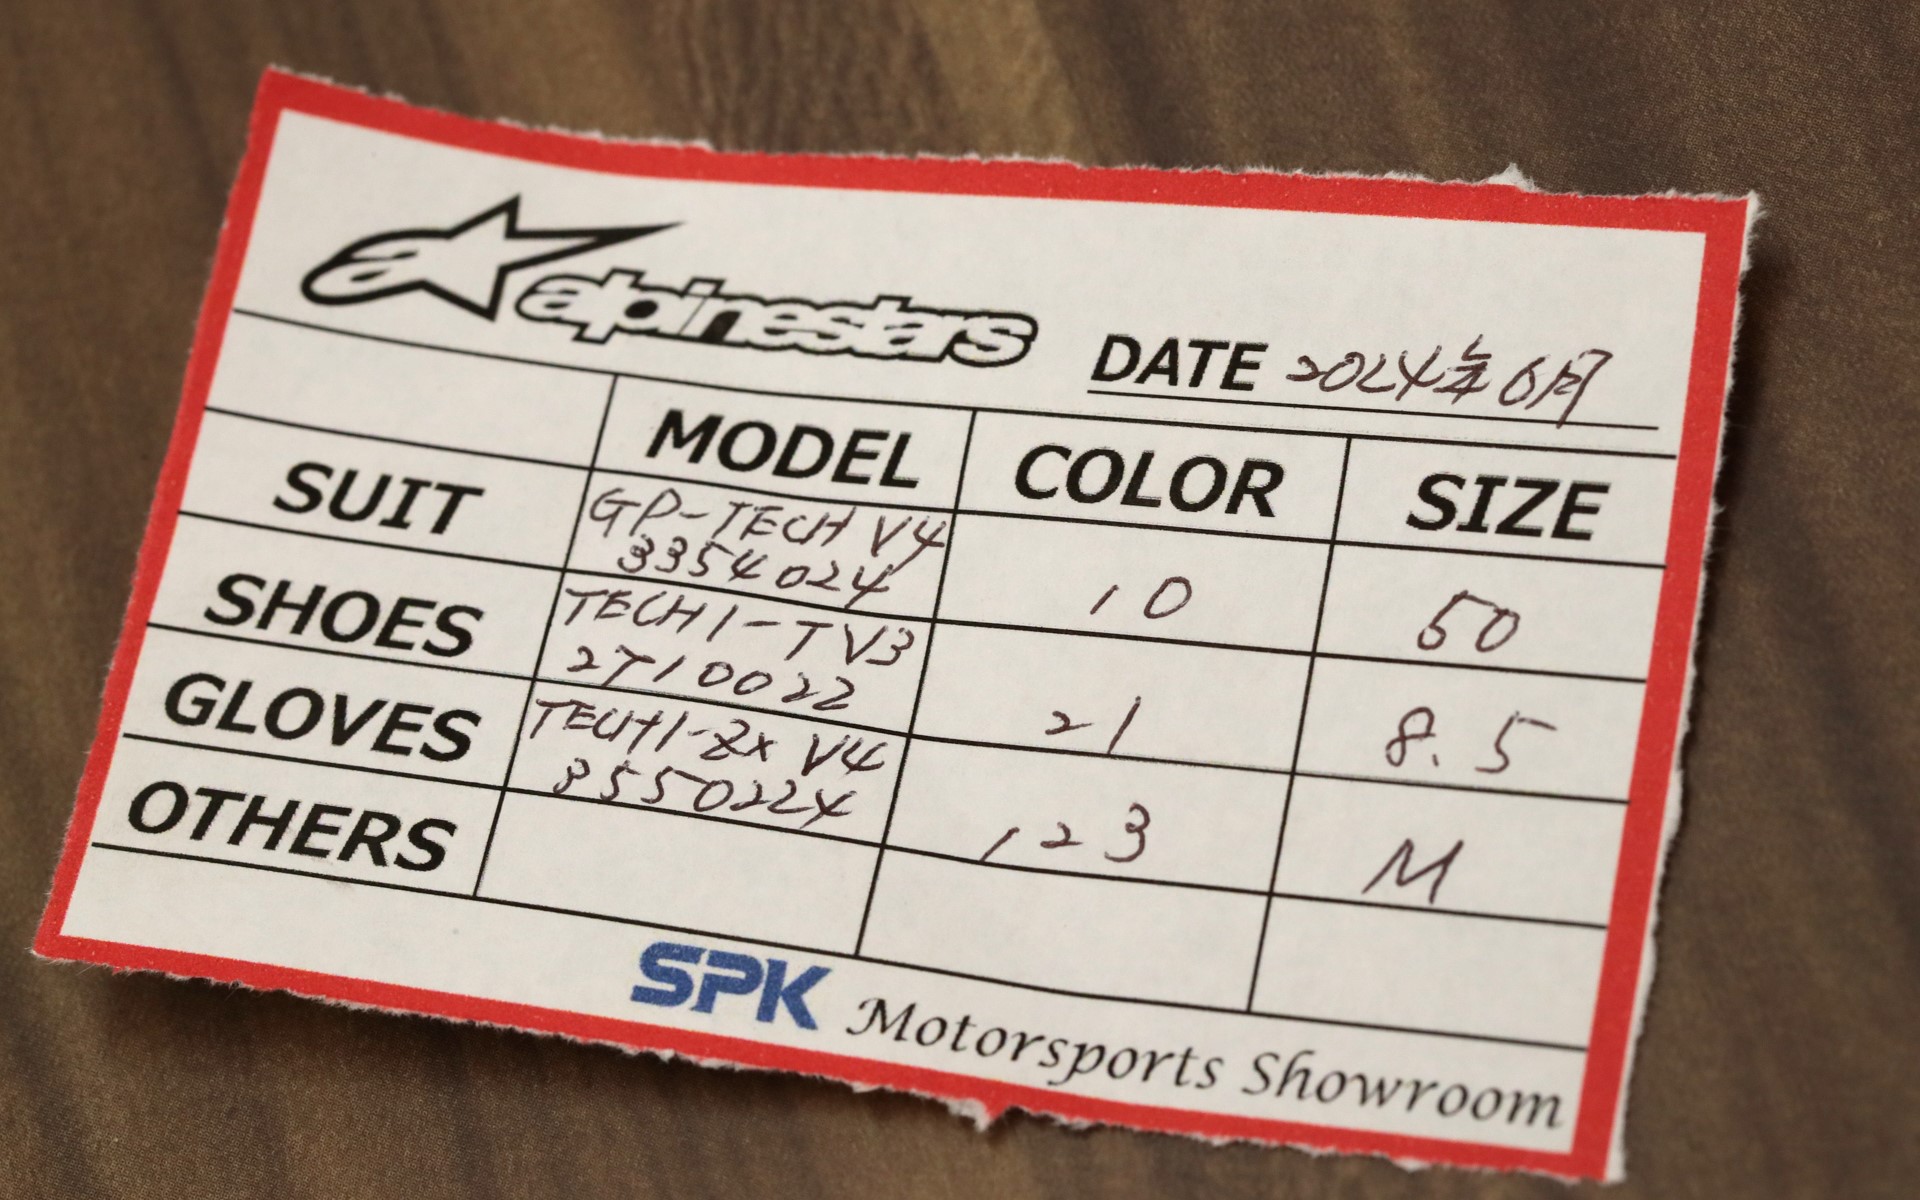 alpinestars
DATE 2024年6月
MODEL COLOR SIZE
SUIT GP-TECH V4 10 50
3354024
SHOES TECH1-T V3 21 8.5
2710022
GLOVES TECH1-ZX V4 123 M
3550224
OTHERS
SPK Motorsports Showroom